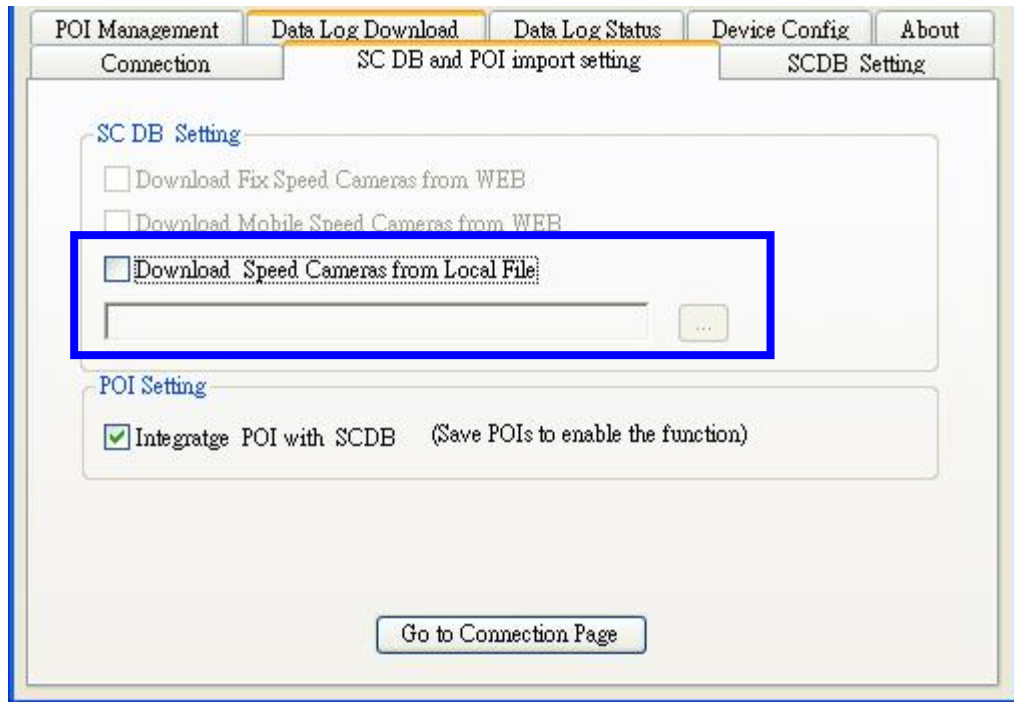 POI Management Data Log Download Data Log Status Device Config About
Connection SC DB and POI import setting SCDB Setting
SC DB Setting
Download Fix Speed Cameras from WEB
Download Mobile Speed Cameras from WEB
Download Speed Cameras from Local File
...
POI Setting
Integratge POI with SCDB (Save POIs to enable the function)
Go to Connection Page